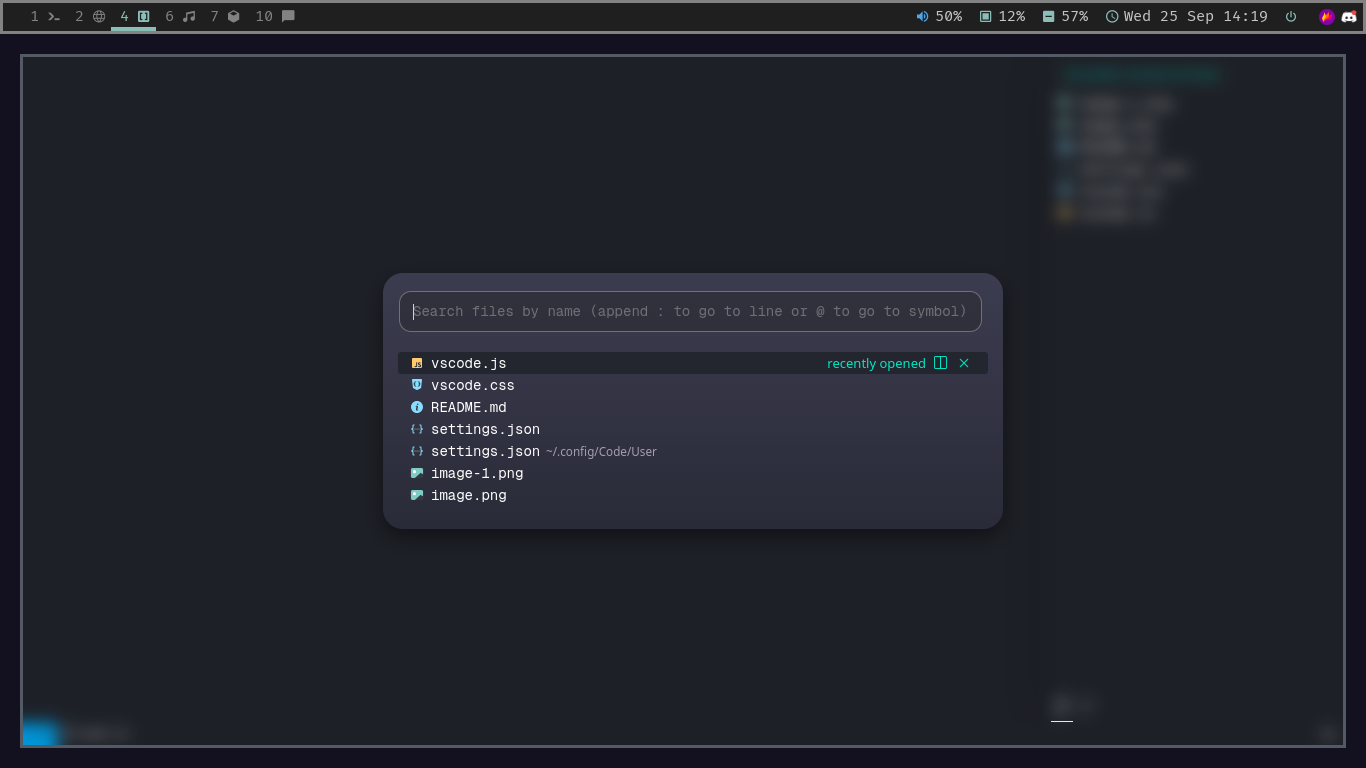 1 2 4 6 7 10 50% 12% 57% Wed 25 Sep 14:19
Search files by name (append : to go to line or @ to go to symbol)
vscode.js recently opened
vscode.css
README.md
settings.json
settings.json ~/.config/Code/User
image-1.png
image.png